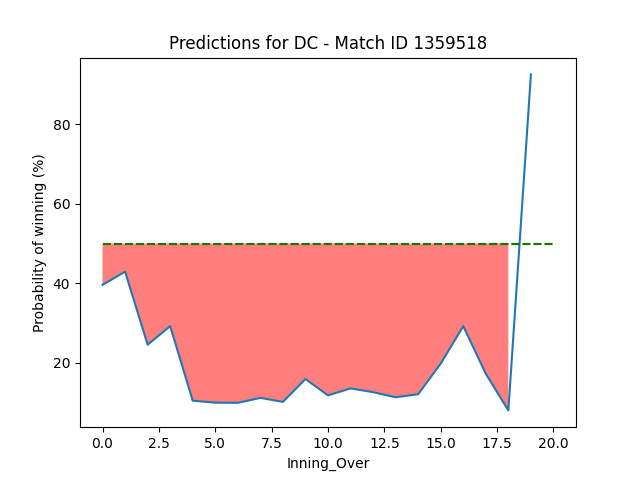 Predictions for DC - Match ID 1359518
Probability of winning (%)
80
60
40
20
0.0 2.5 5.0 7.5 10.0 12.5 15.0 17.5 20.0
Inning_Over